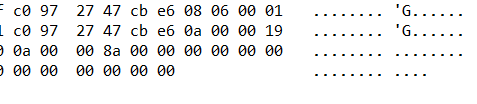 c0 97  27 47 cb e6 08 06 00 01    ........ 'G......
c0 97  27 47 cb e6 0a 00 00 19    ........ 'G......
0a 00  00 8a 00 00 00 00 00 00    ........ ........
00 00  00 00 00 00    ........ ....